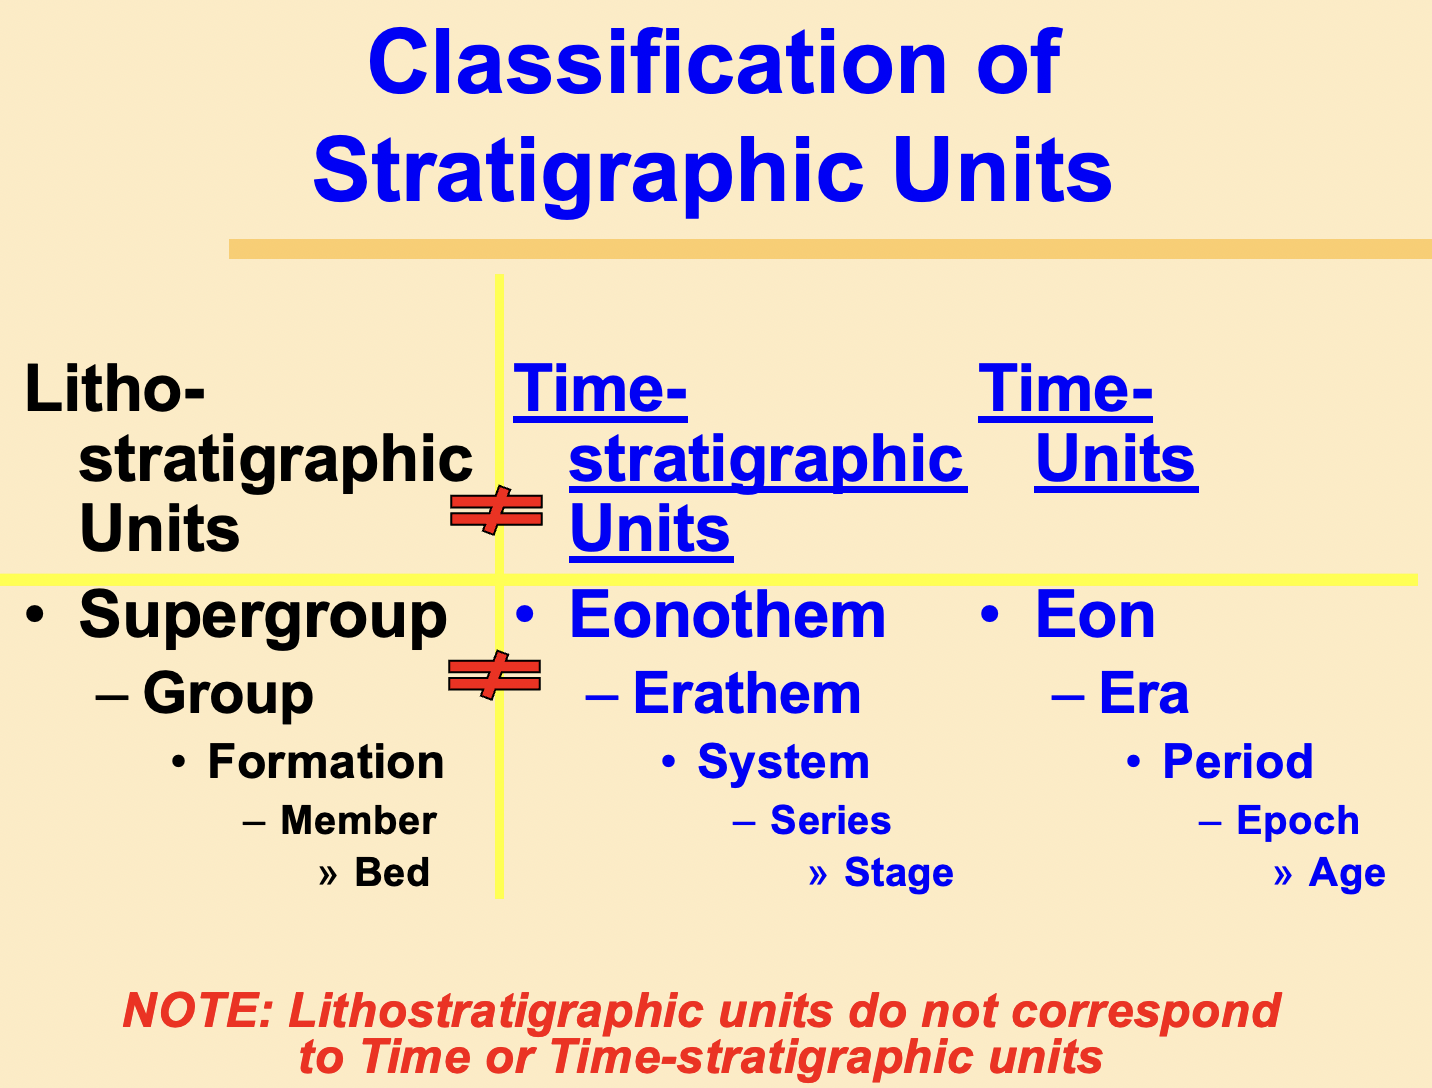 Classification of
Stratigraphic Units
Litho-
stratigraphic
Units
Time-
stratigraphic
Units
Time-
Units
≠
• Supergroup
– Group
• Formation
– Member
» Bed
≠
• Eonothem
– Erathem
• System
– Series
» Stage
• Eon
– Era
• Period
– Epoch
» Age
NOTE: Lithostratigraphic units do not correspond
to Time or Time-stratigraphic units